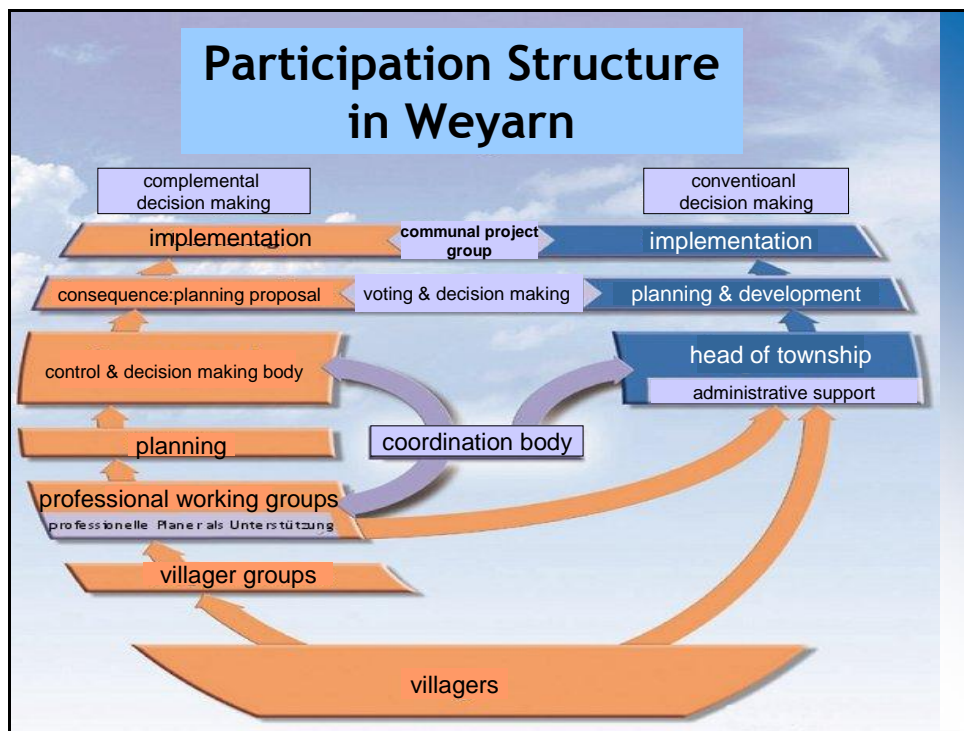 Participation Structure
in Weyarn
complemental
decision making
conventioanl
decision making
implementation
communal project
group
implementation
consequence:planning proposal
voting & decision making
planning & development
control & decision making body
head of township
administrative support
planning
coordination body
professional working groups
professionelle Planer als Unterstützung
villager groups
villagers